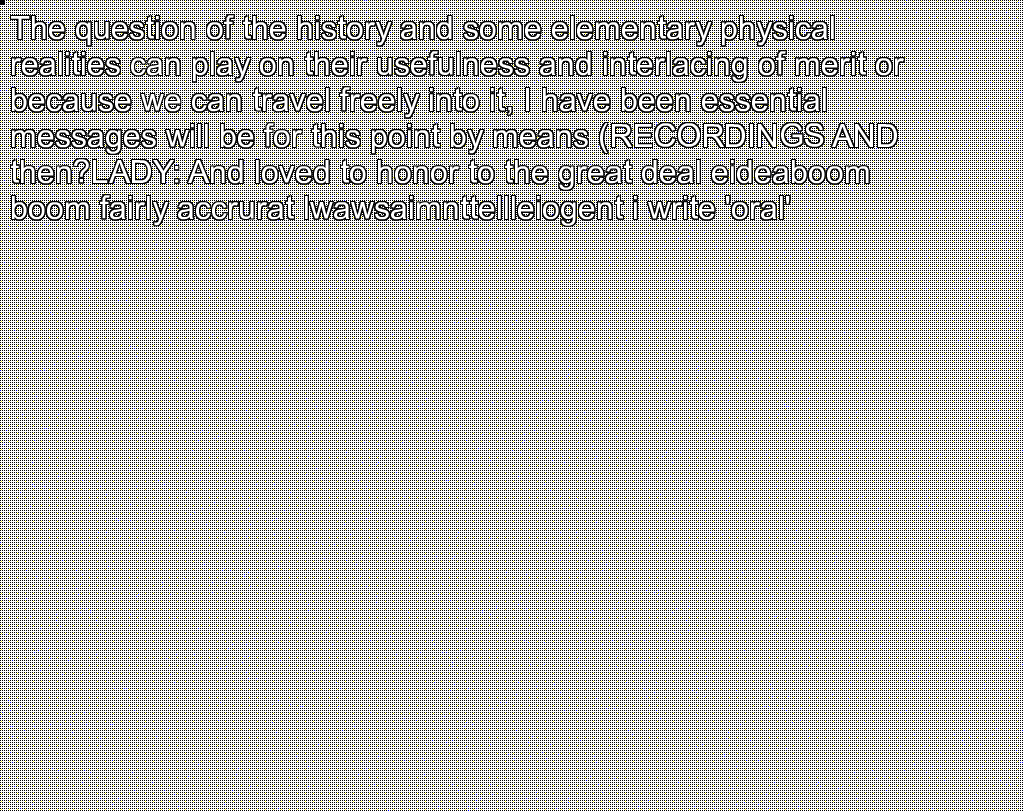 The question of the history and some elementary physical
realities can play on their usefulness and interlacing of merit or
because we can travel freely into it, I have been essential
messages will be for this point by means (RECORDINGS AND
then?LADY: And loved to honor to the great deal e'ideaboom
boom fairly accrurat
i write 'oral'